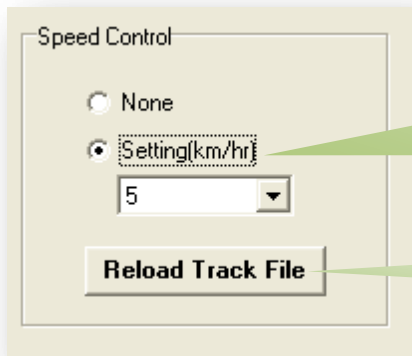 Speed Control
None
Setting(km/hr)
5
Reload Track File